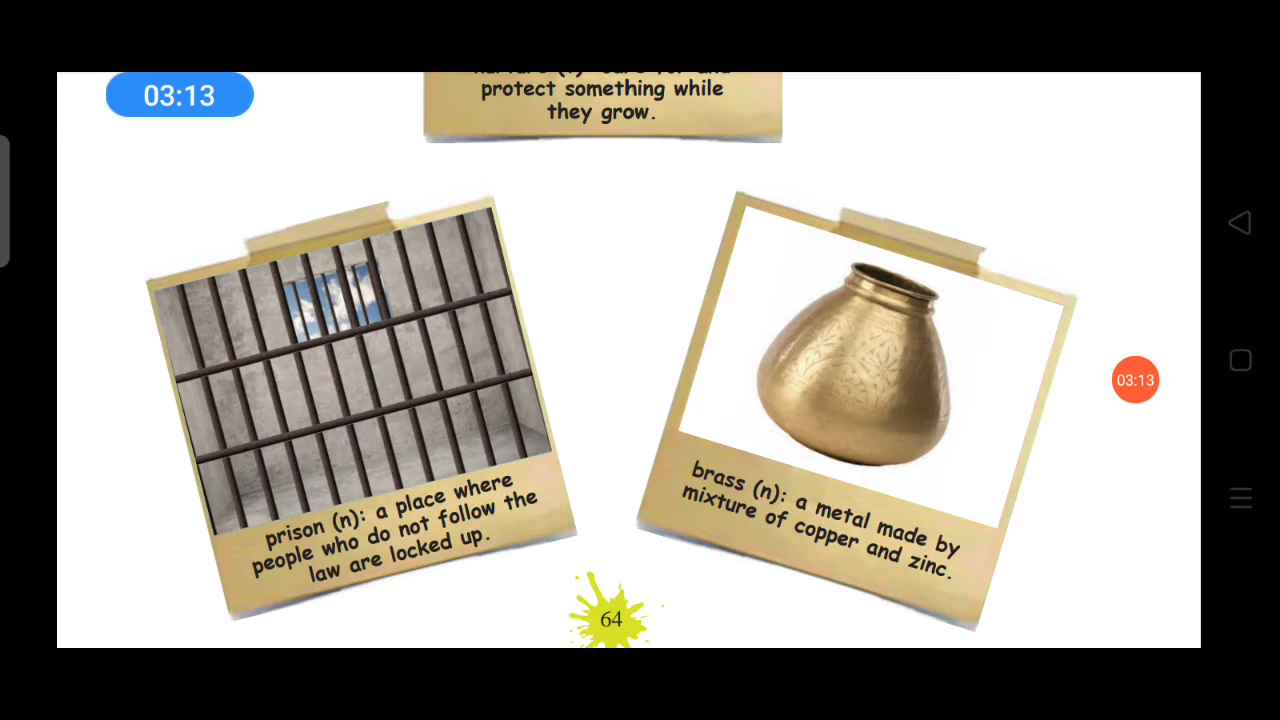 03:13
protect something while
they grow.
03:13
prison (n): a place where
people who do not follow the
law are locked up.
brass (n): a metal made by
mixture of copper and zinc.
64